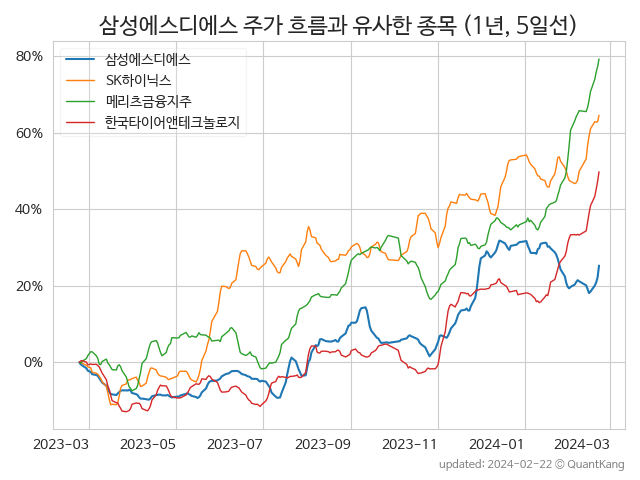 삼성에스디에스 주가 흐름과 유사한 종목 (1년, 5일선)
삼성에스디에스
SK하이닉스
메리츠금융지주
한국타이어앤테크놀로지
80%
60%
40%
20%
0%
2023-03 2023-05 2023-07 2023-09 2023-11 2024-01 2024-03
updated: 2024-02-22 © QuantKang